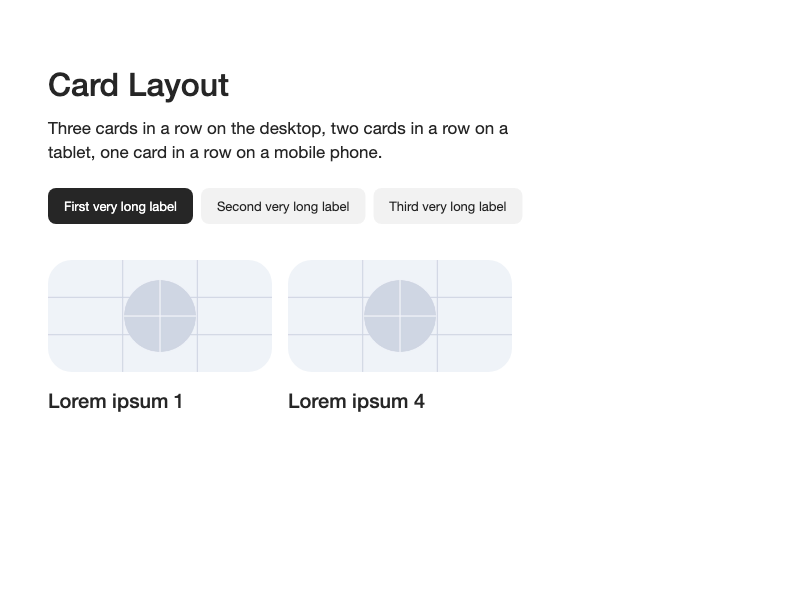 Card Layout
Three cards in a row on the desktop, two cards in a row on a
tablet, one card in a row on a mobile phone.
First very long label
Second very long label
Third very long label
Lorem ipsum 1
Lorem ipsum 4